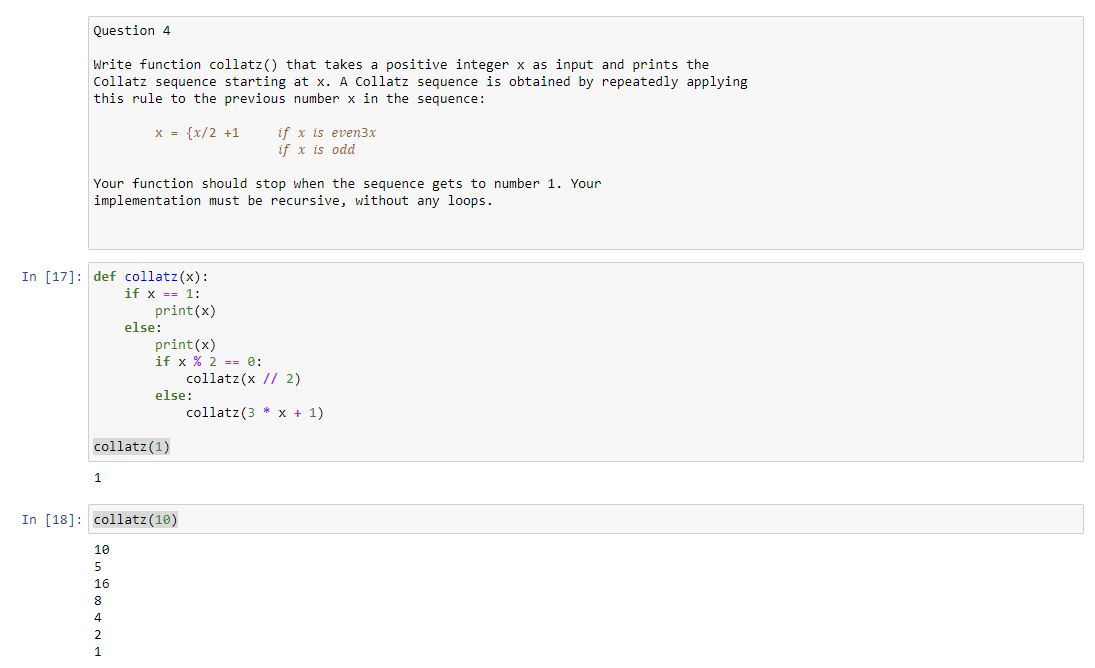 Question 4
Write function collatz() that takes a positive integer x as input and prints the
Collatz sequence starting at x. A Collatz sequence is obtained by repeatedly applying
this rule to the previous number x in the sequence:
x = {x/2 +1     if x is even3x
if x is odd
Your function should stop when the sequence gets to number 1. Your
implementation must be recursive, without any loops.
In [17]: def collatz(x):
    if x == 1:
        print(x)
    else:
        print(x)
        if x % 2 == 0:
            collatz(x // 2)
        else:
            collatz(3 * x + 1)
collatz(1)
1
In [18]: collatz(10)
10
5
16
8
4
2
1